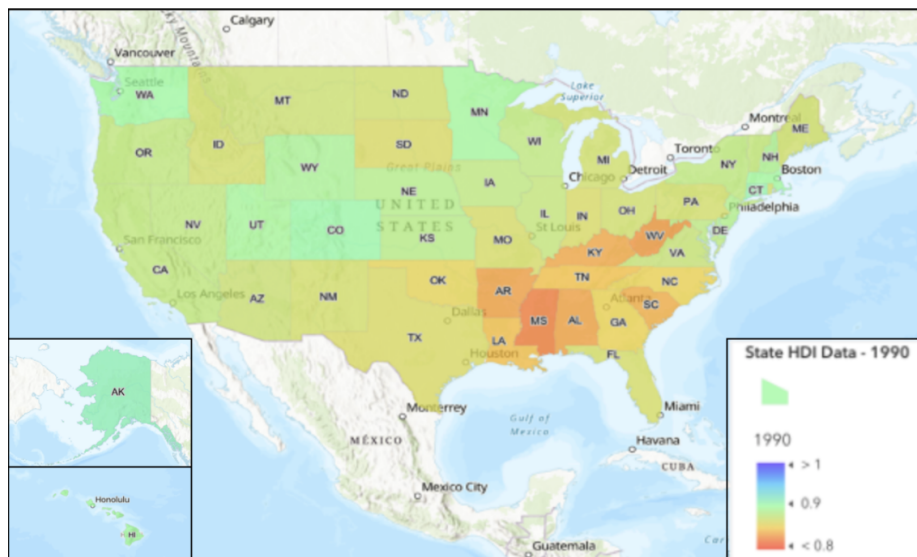 Calgary
Vancouver
Seattle
WA
MT
ND
MN
Lake
Superior
Montreal
ME
OR
ID
SD
WI
MI
Toronto
NY
NH
Boston
WY
Great Plains
Chicago
Detroit
CT
NE
IA
UNITED
STATES
PA
Philadelphia
NV
UT
CO
KS
IL
IN
OH
WV
DE
San Francisco
MO
St Louis
KY
VA
CA
Los Angeles
AZ
NM
OK
AR
TN
NC
Atlanta
SC
Dallas
MS
AL
GA
TX
LA
Houston
FL
Miami
Monterrey
Gulf of
Mexico
MÉXICO
Havana
CUBA
Mexico City
Guatemala
AK
Honolulu
HI
State HDI Data - 1990
1990
> 1
0.9
< 0.8